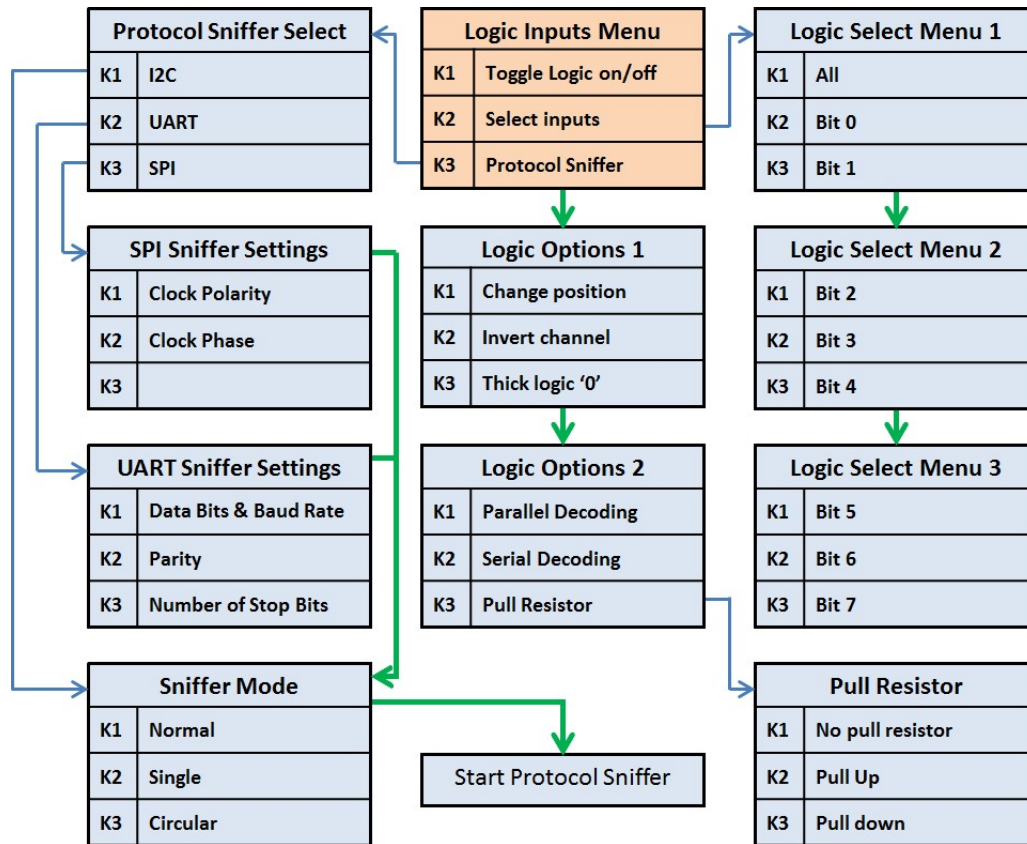 Protocol Sniffer Select
K1 I2C
K2 UART
K3 SPI
Logic Inputs Menu
K1 Toggle Logic on/off
K2 Select inputs
K3 Protocol Sniffer
Logic Select Menu 1
K1 All
K2 Bit 0
K3 Bit 1
SPI Sniffer Settings
K1 Clock Polarity
K2 Clock Phase
K3
Logic Options 1
K1 Change position
K2 Invert channel
K3 Thick logic ‘0’
Logic Select Menu 2
K1 Bit 2
K2 Bit 3
K3 Bit 4
UART Sniffer Settings
K1 Data Bits & Baud Rate
K2 Parity
K3 Number of Stop Bits
Logic Options 2
K1 Parallel Decoding
K2 Serial Decoding
K3 Pull Resistor
Logic Select Menu 3
K1 Bit 5
K2 Bit 6
K3 Bit 7
Sniffer Mode
K1 Normal
K2 Single
K3 Circular
Start Protocol Sniffer
Pull Resistor
K1 No pull resistor
K2 Pull Up
K3 Pull down